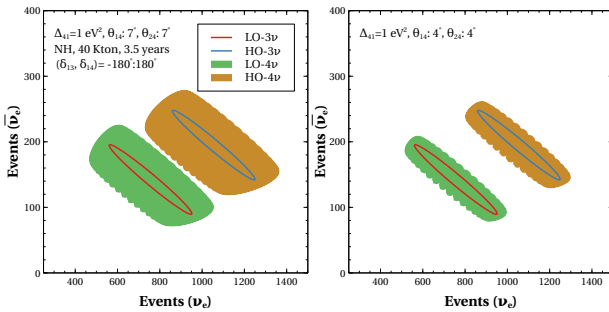 Δ₄₁=1 eV², θ₁₄: 7°, θ₂₄: 7°
NH, 40 Kton, 3.5 years
(δ₁₃, δ₁₄)= -180°:180°
LO-3ν
HO-3ν
LO-4ν
HO-4ν
400
300
200
100
0
Events (ν̅ₑ)
400 600 800 1000 1200 1400
Events (νₑ)
Δ₄₁=1 eV², θ₁₄: 4°, θ₂₄: 4°
400
300
200
100
0
Events (ν̅ₑ)
400 600 800 1000 1200 1400
Events (νₑ)